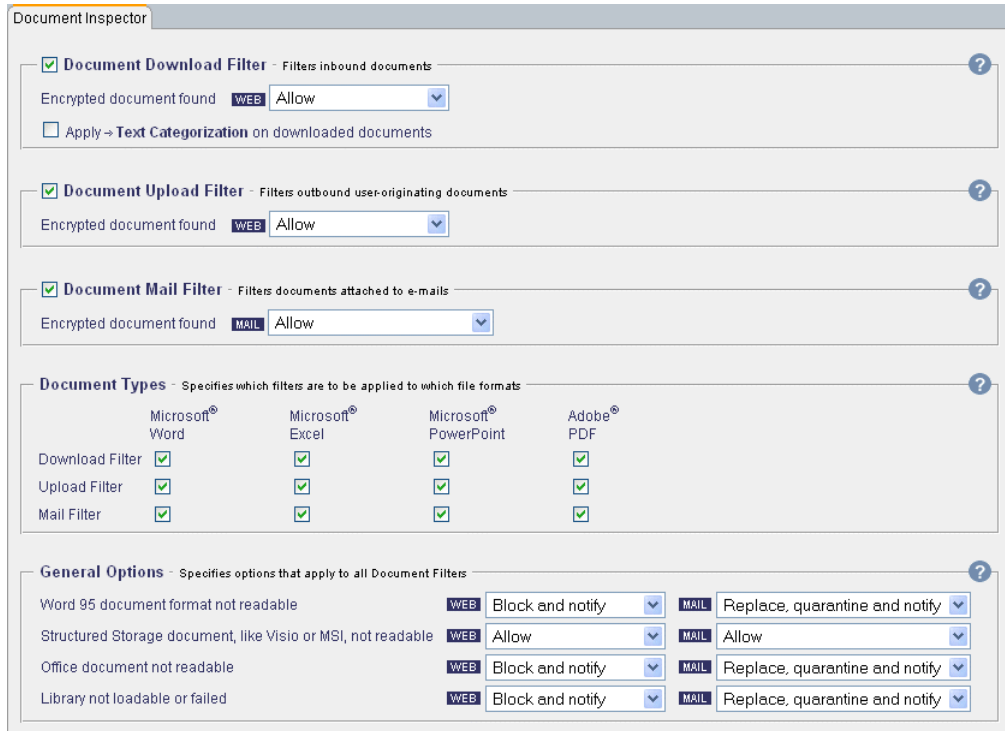 Document Inspector
Document Download Filter - Filters inbound documents ?
Encrypted document found WEB Allow
Apply → Text Categorization on downloaded documents
Document Upload Filter - Filters outbound user-originating documents ?
Encrypted document found WEB Allow
Document Mail Filter - Filters documents attached to e-mails ?
Encrypted document found MAIL Allow
Document Types - Specifies which filters are to be applied to which file formats ?
Microsoft® Microsoft® Microsoft® Adobe®
Word Excel PowerPoint PDF
Download Filter
Upload Filter
Mail Filter
General Options - Specifies options that apply to all Document Filters ?
Word 95 document format not readable WEB Block and notify MAIL Replace, quarantine and notify
Structured Storage document, like Visio or MSI, not readable WEB Allow MAIL Allow
Office document not readable WEB Block and notify MAIL Replace, quarantine and notify
Library not loadable or failed WEB Block and notify MAIL Replace, quarantine and notify